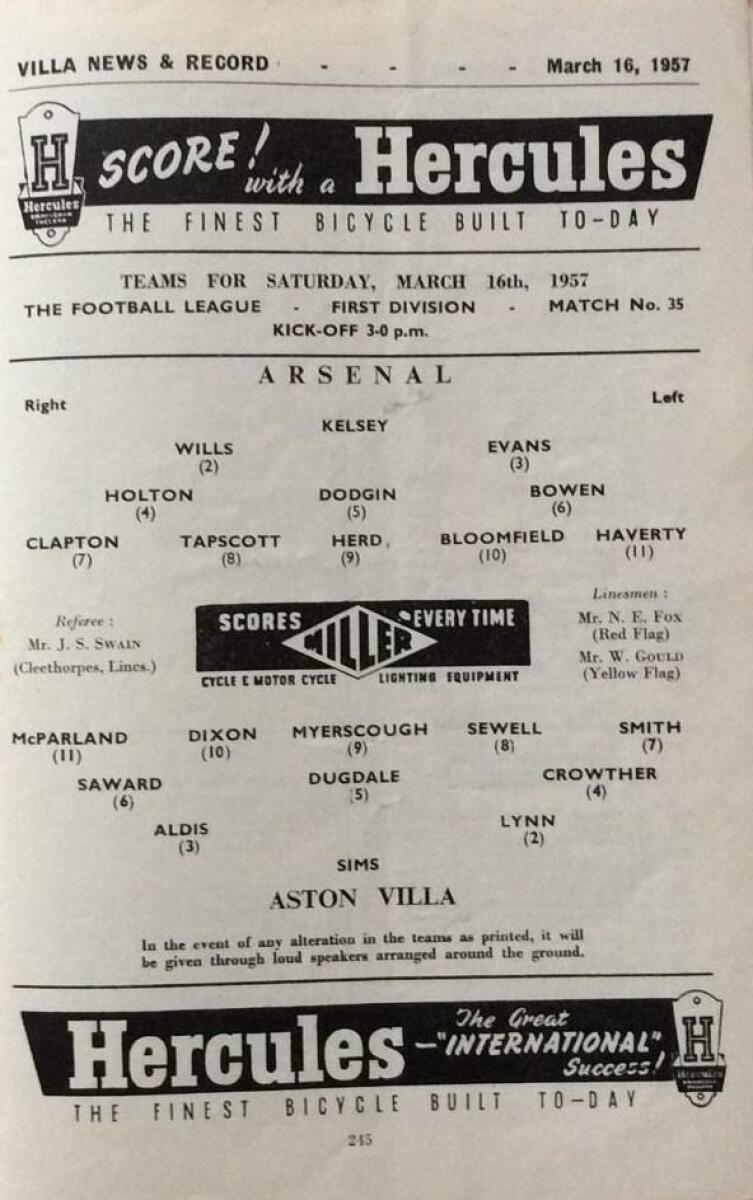 VILLA NEWS & RECORD - - - - March 16, 1957
H
Hercules
SCORE! with a Hercules
THE FINEST BICYCLE BUILT TO-DAY
TEAMS FOR SATURDAY, MARCH 16th, 1957
THE FOOTBALL LEAGUE - FIRST DIVISION - MATCH No. 35
KICK-OFF 3-0 p.m.
ARSENAL
Right Left
KELSEY
WILLS EVANS
(2) (3)
HOLTON DODGIN BOWEN
(4) (5) (6)
CLAPTON TAPSCOTT HERD BLOOMFIELD HAVERTY
(7) (8) (9) (10) (11)
Referee :
Mr. J. S. SWAIN
(Cleethorpes, Lincs.)
SCORES MILLER EVERY TIME
CYCLE & MOTOR CYCLE LIGHTING EQUIPMENT
Linesmen :
Mr. N. E. FOX
(Red Flag)
Mr. W. GOULD
(Yellow Flag)
McPARLAND DIXON MYERSCOUGH SEWELL SMITH
(11) (10) (9) (8) (7)
SAWARD DUGDALE CROWTHER
(6) (5) (4)
ALDIS LYNN
(3) (2)
SIMS
ASTON VILLA
In the event of any alteration in the teams as printed, it will
be given through loud speakers arranged around the ground.
Hercules
The Great
—"INTERNATIONAL"
Success!
H
Hercules
THE FINEST BICYCLE BUILT TO-DAY
245